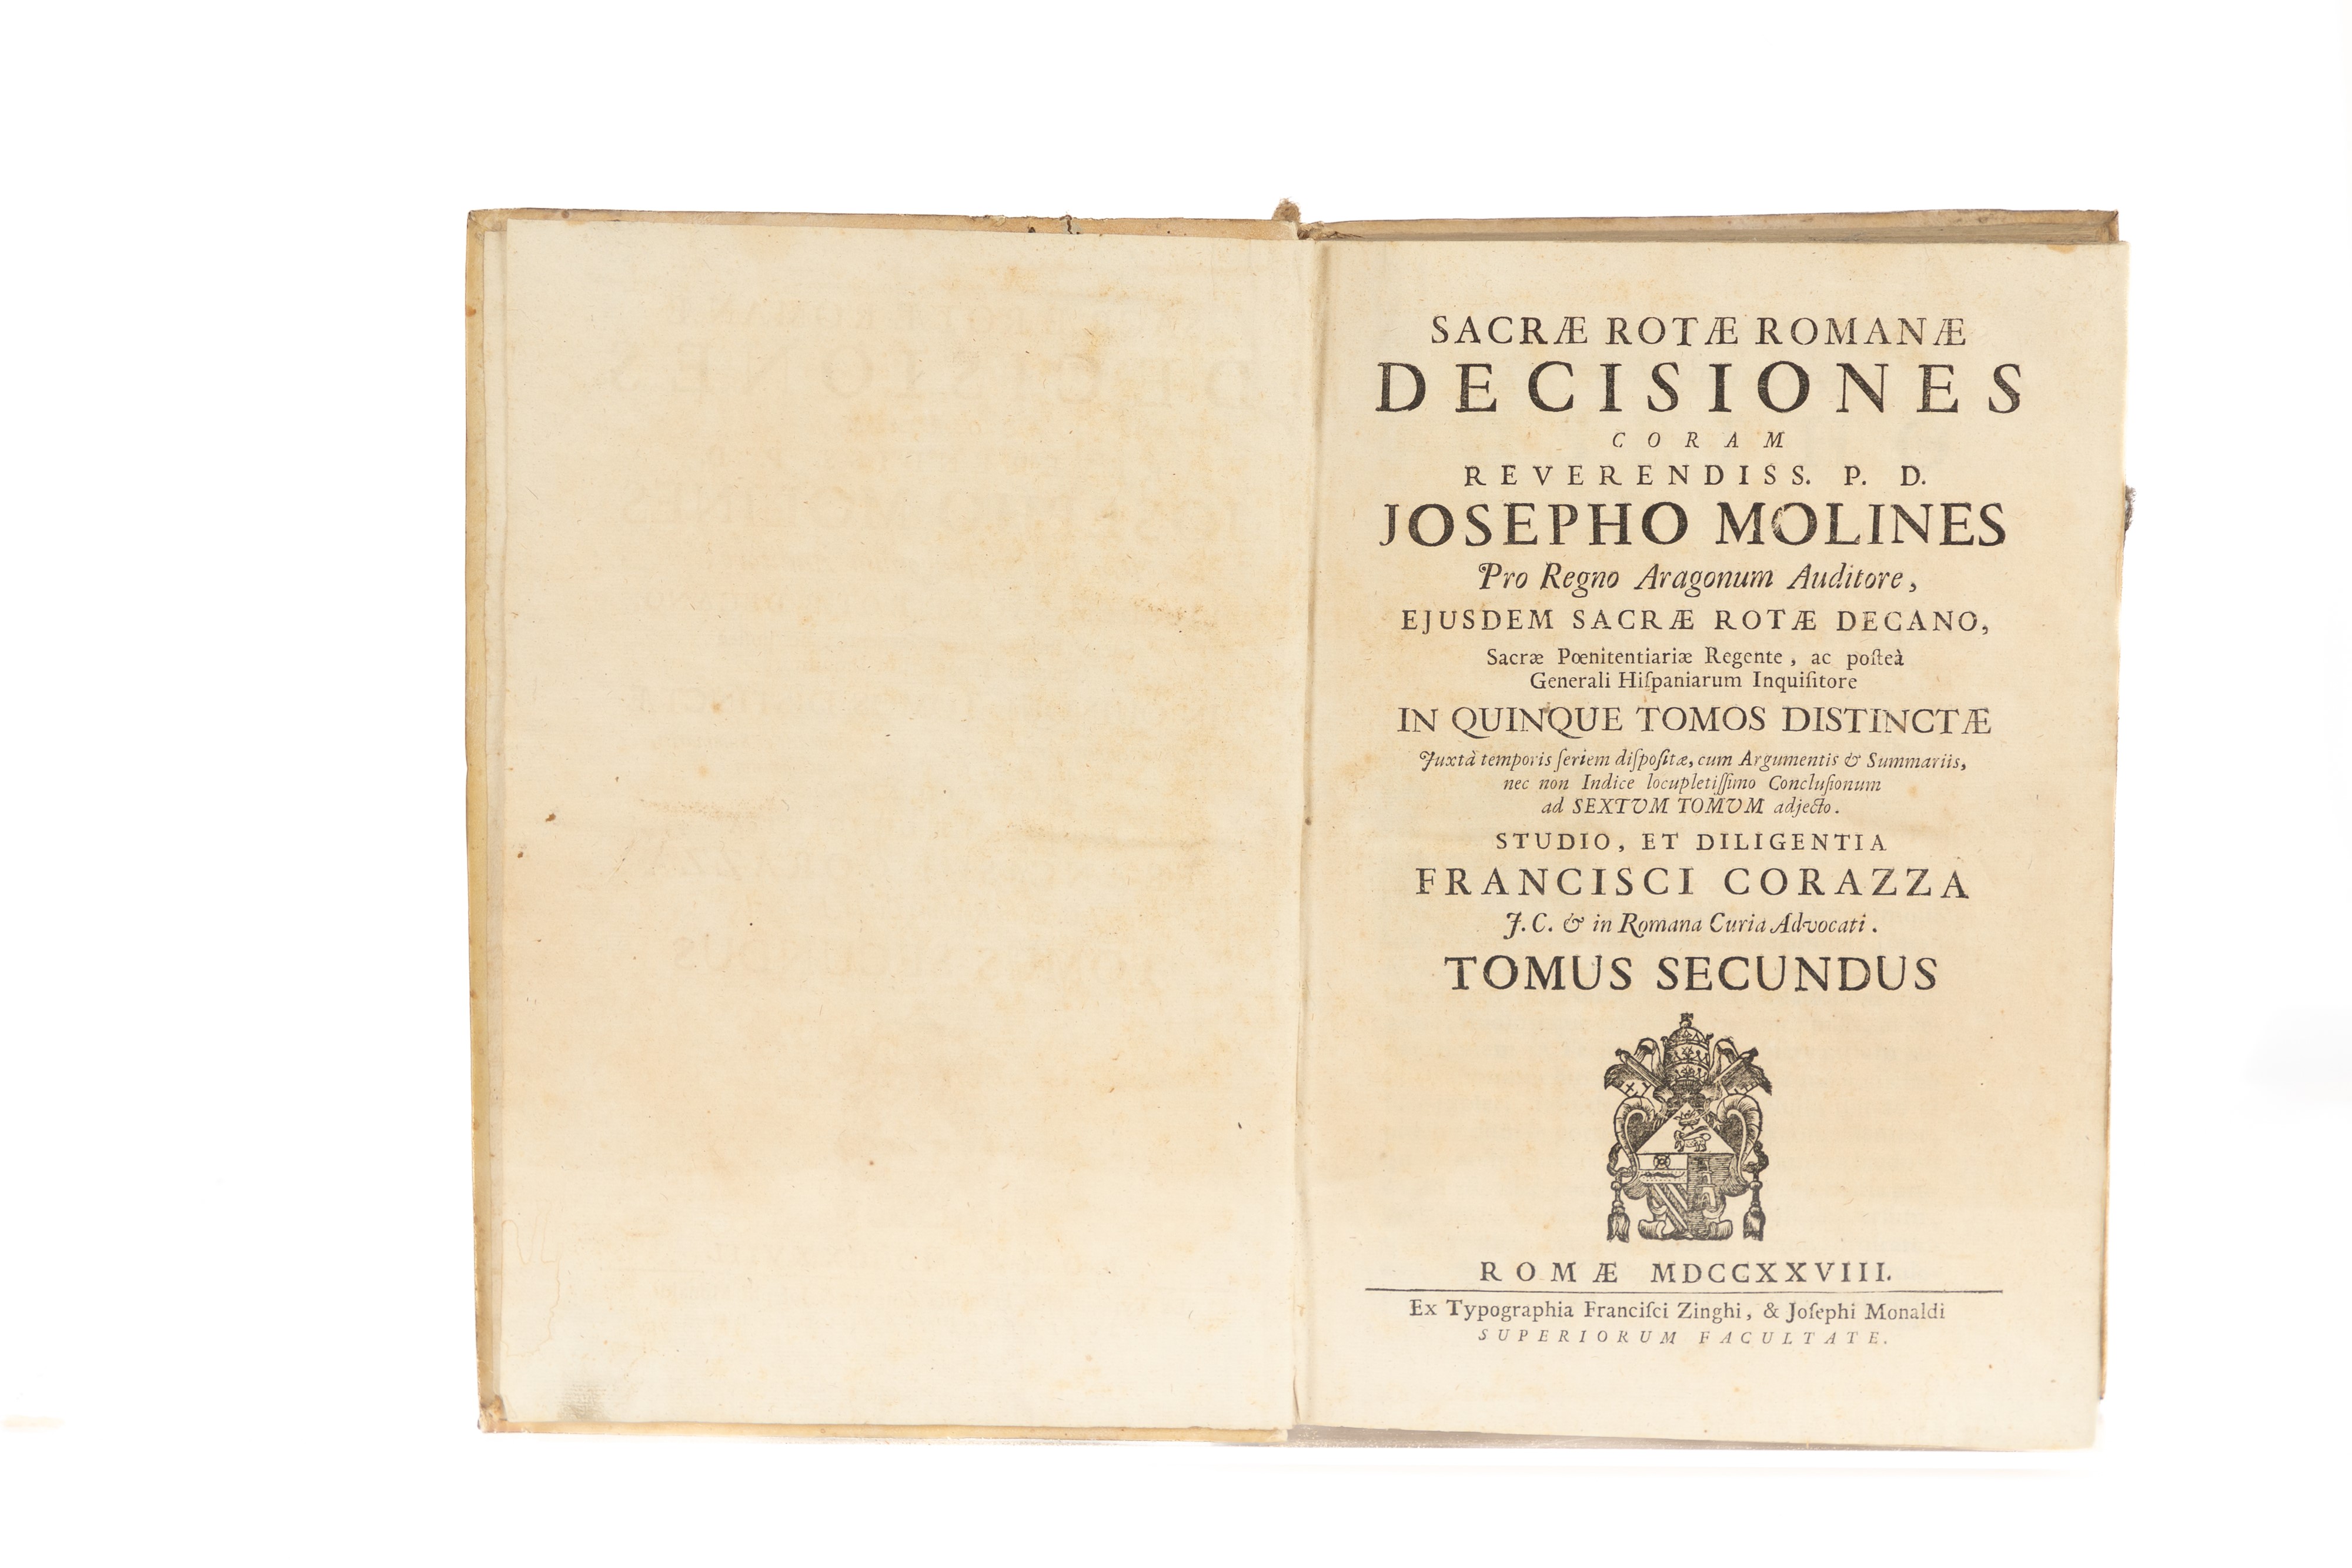 SACRÆ ROTÆ ROMANÆ
DECISIONES
CORAM
REVERENDISS. P. D.
JOSEPHO MOLINES
Pro Regno Aragonum Auditore,
EJUSDEM SACRÆ ROTÆ DECANO,
Sacræ Pœnitentiariæ Regente, ac poſteà
Generali Hiſpaniarum Inquiſitore
IN QUINQUE TOMOS DISTINCTÆ
Juxtà temporis ſeriem diſpoſitæ, cum Argumentis & Summariis,
nec non Indice locupletiſſimo Concluſionum
ad SEXTUM TOMUM adjecto.
STUDIO, ET DILIGENTIA
FRANCISCI CORAZZA
J. C. & in Romana Curia Advocati.
TOMUS SECUNDUS
ROMÆ MDCCXXVIII.
Ex Typographia Franciſci Zinghi, & Joſephi Monaldi
SUPERIORUM FACULTATE.